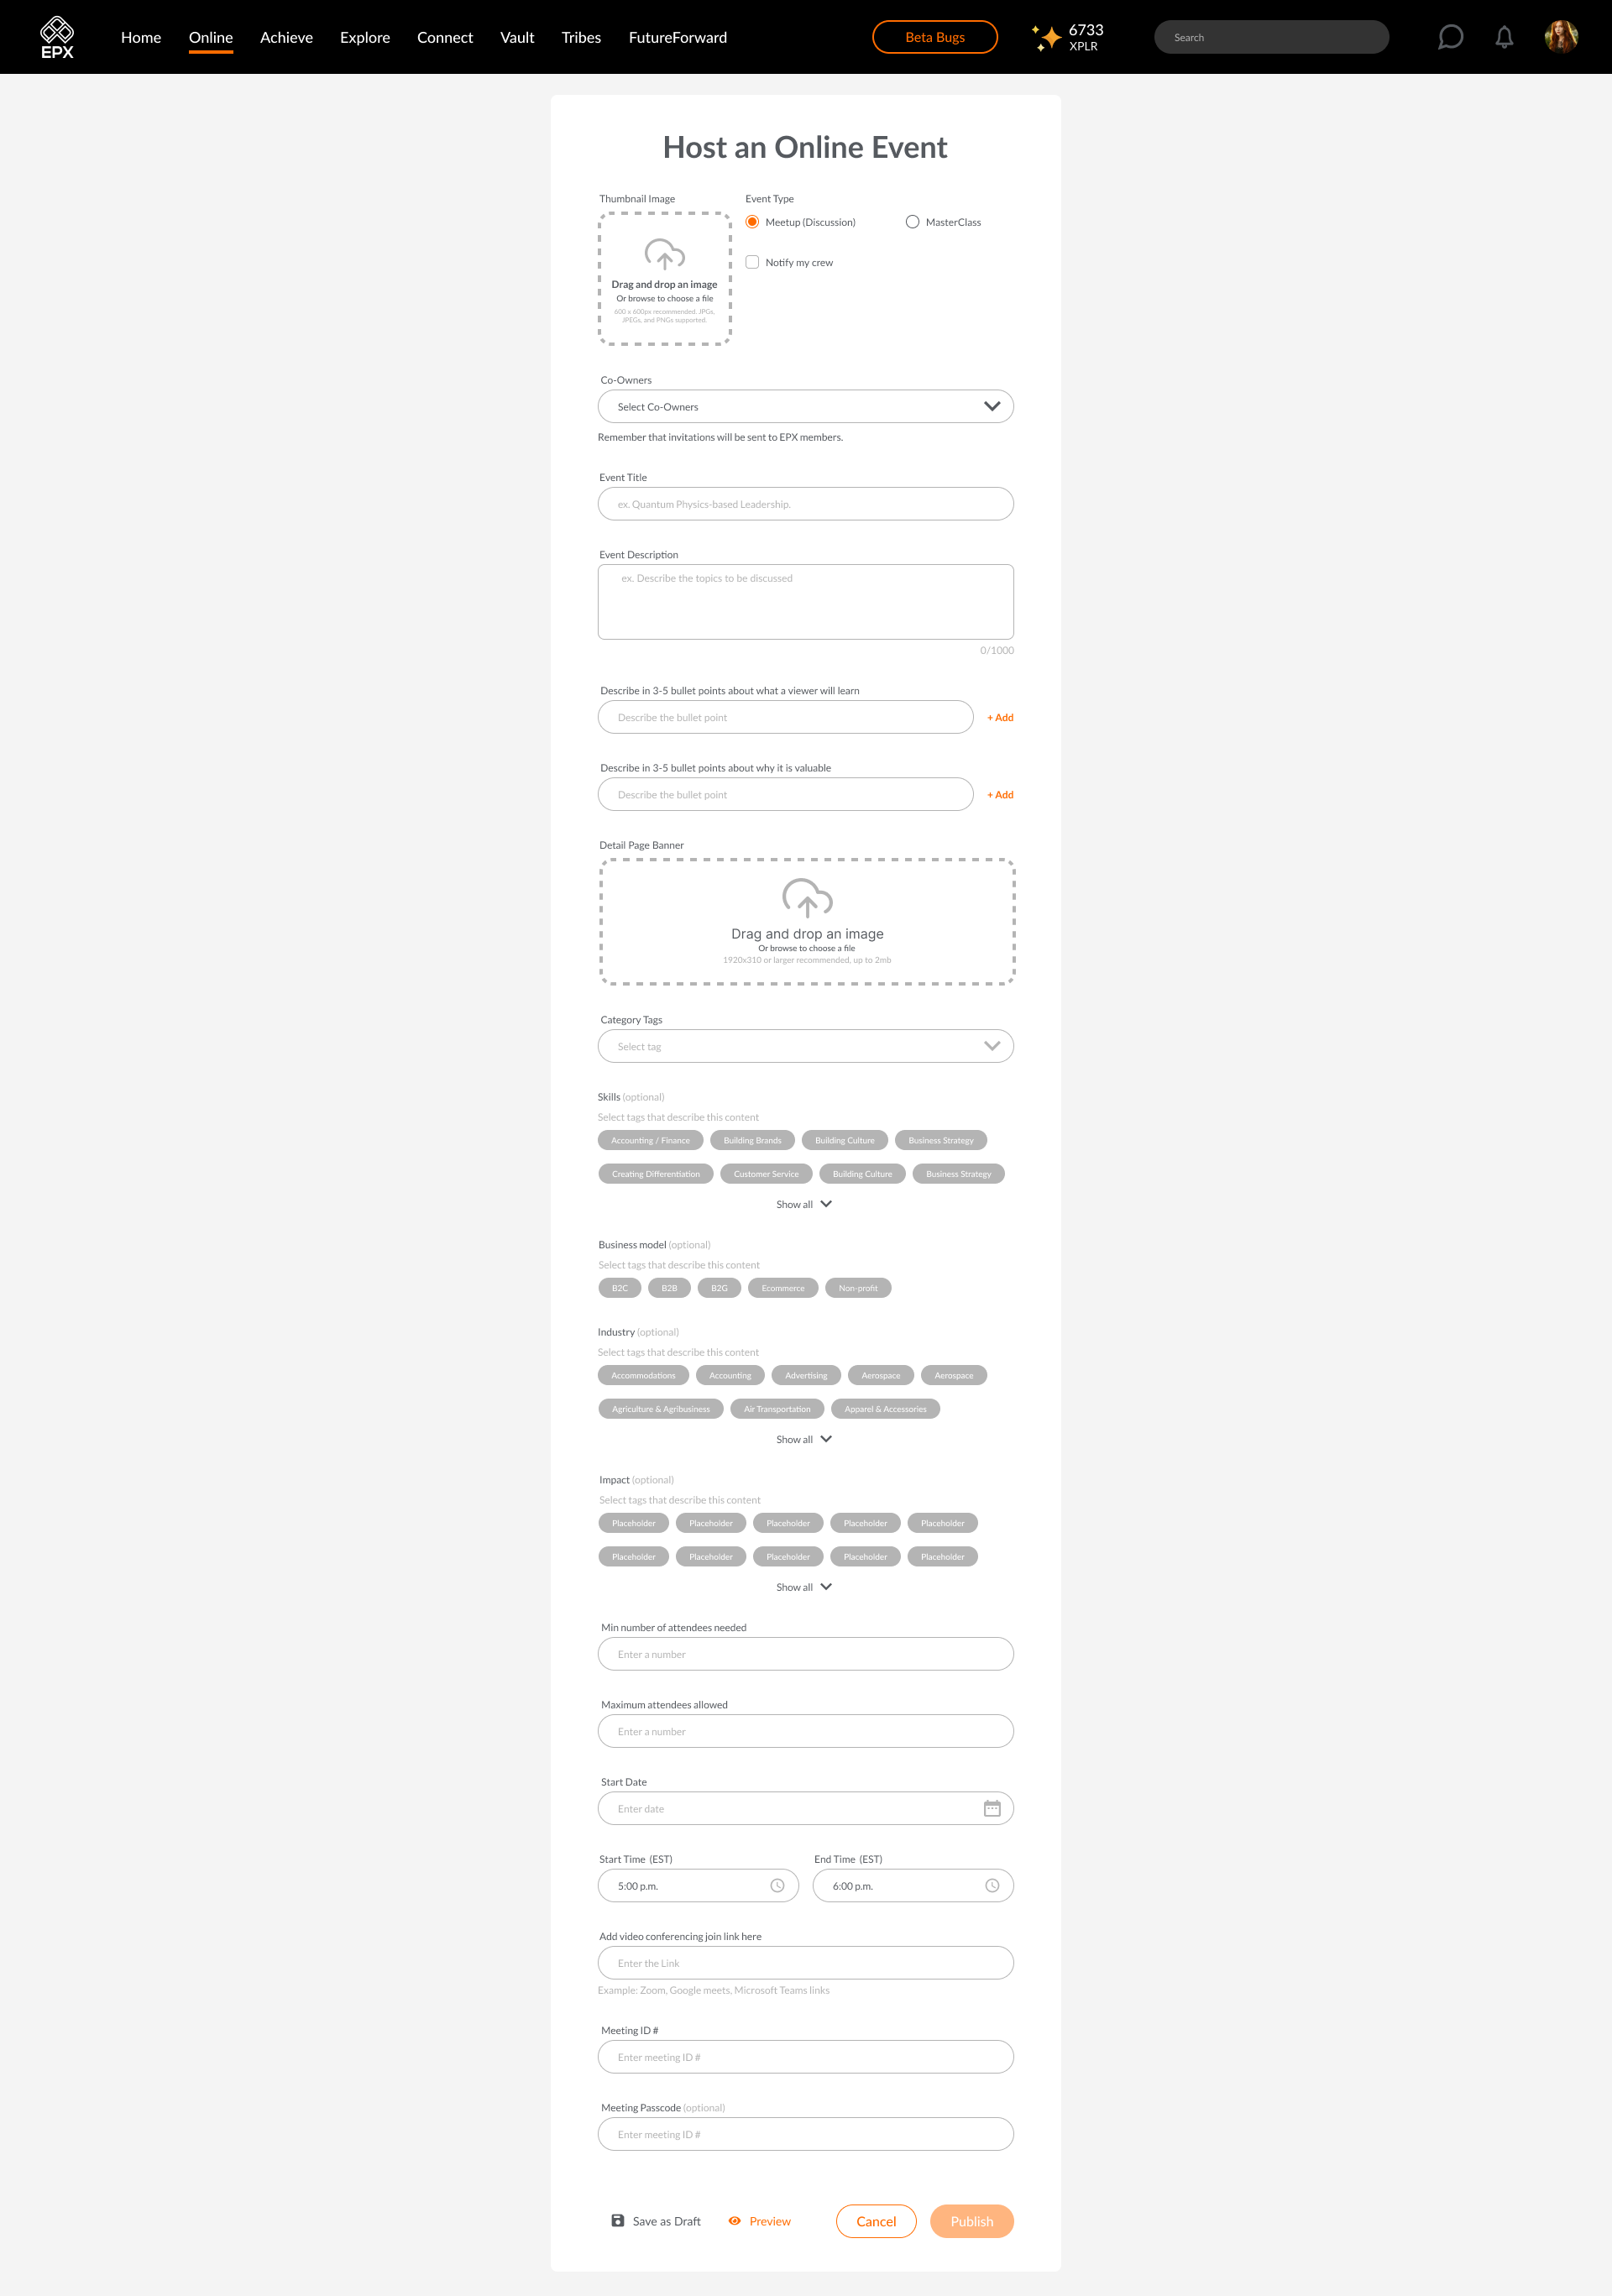 EPX
Home Online Achieve Explore Connect Vault Tribes FutureForward
Beta Bugs
6733
XPLR
Search
Host an Online Event
Thumbnail Image
Drag and drop an image
Or browse to choose a file
600 x 600px recommended. JPGs,
JPEGs, and PNGs supported.
Event Type
Meetup (Discussion) MasterClass
Notify my crew
Co-Owners
Select Co-Owners
Remember that invitations will be sent to EPX members.
Event Title
ex. Quantum Physics-based Leadership.
Event Description
ex. Describe the topics to be discussed
0/1000
Describe in 3-5 bullet points about what a viewer will learn
Describe the bullet point + Add
Describe in 3-5 bullet points about why it is valuable
Describe the bullet point + Add
Detail Page Banner
Drag and drop an image
Or browse to choose a file
1920x310 or larger recommended, up to 2mb
Category Tags
Select tag
Skills (optional)
Select tags that describe this content
Accounting / Finance Building Brands Building Culture Business Strategy
Creating Differentiation Customer Service Building Culture Business Strategy
Show all
Business model (optional)
Select tags that describe this content
B2C B2B B2G Ecommerce Non-profit
Industry (optional)
Select tags that describe this content
Accommodations Accounting Advertising Aerospace Aerospace
Agriculture & Agribusiness Air Transportation Apparel & Accessories
Show all
Impact (optional)
Select tags that describe this content
Placeholder Placeholder Placeholder Placeholder Placeholder
Placeholder Placeholder Placeholder Placeholder Placeholder
Show all
Min number of attendees needed
Enter a number
Maximum attendees allowed
Enter a number
Start Date
Enter date
Start Time (EST) End Time (EST)
5:00 p.m. 6:00 p.m.
Add video conferencing join link here
Enter the Link
Example: Zoom, Google meets, Microsoft Teams links
Meeting ID #
Enter meeting ID #
Meeting Passcode (optional)
Enter meeting ID #
Save as Draft Preview Cancel Publish